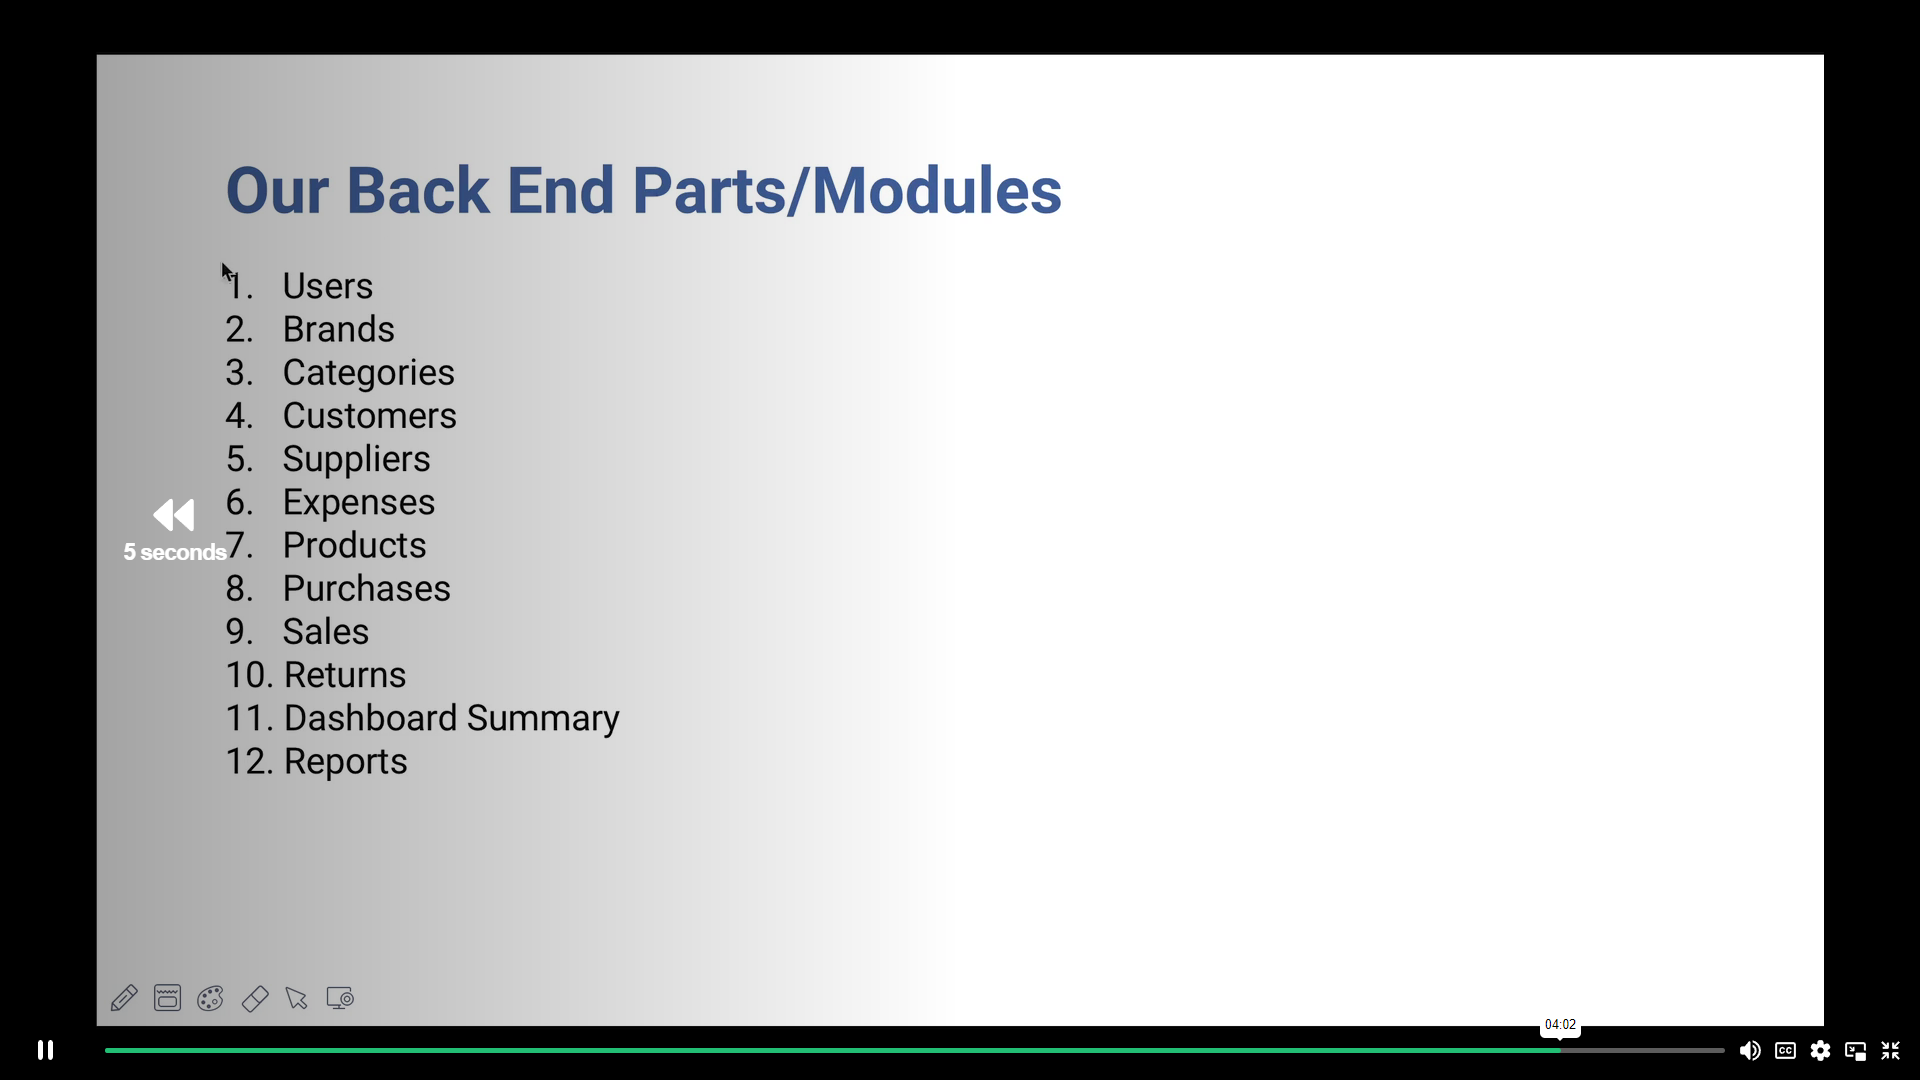 Our Back End Parts/Modules
1. Users
2. Brands
3. Categories
4. Customers
5. Suppliers
6. Expenses
5 seconds
7. Products
8. Purchases
9. Sales
10. Returns
11. Dashboard Summary
12. Reports
04:02
CC